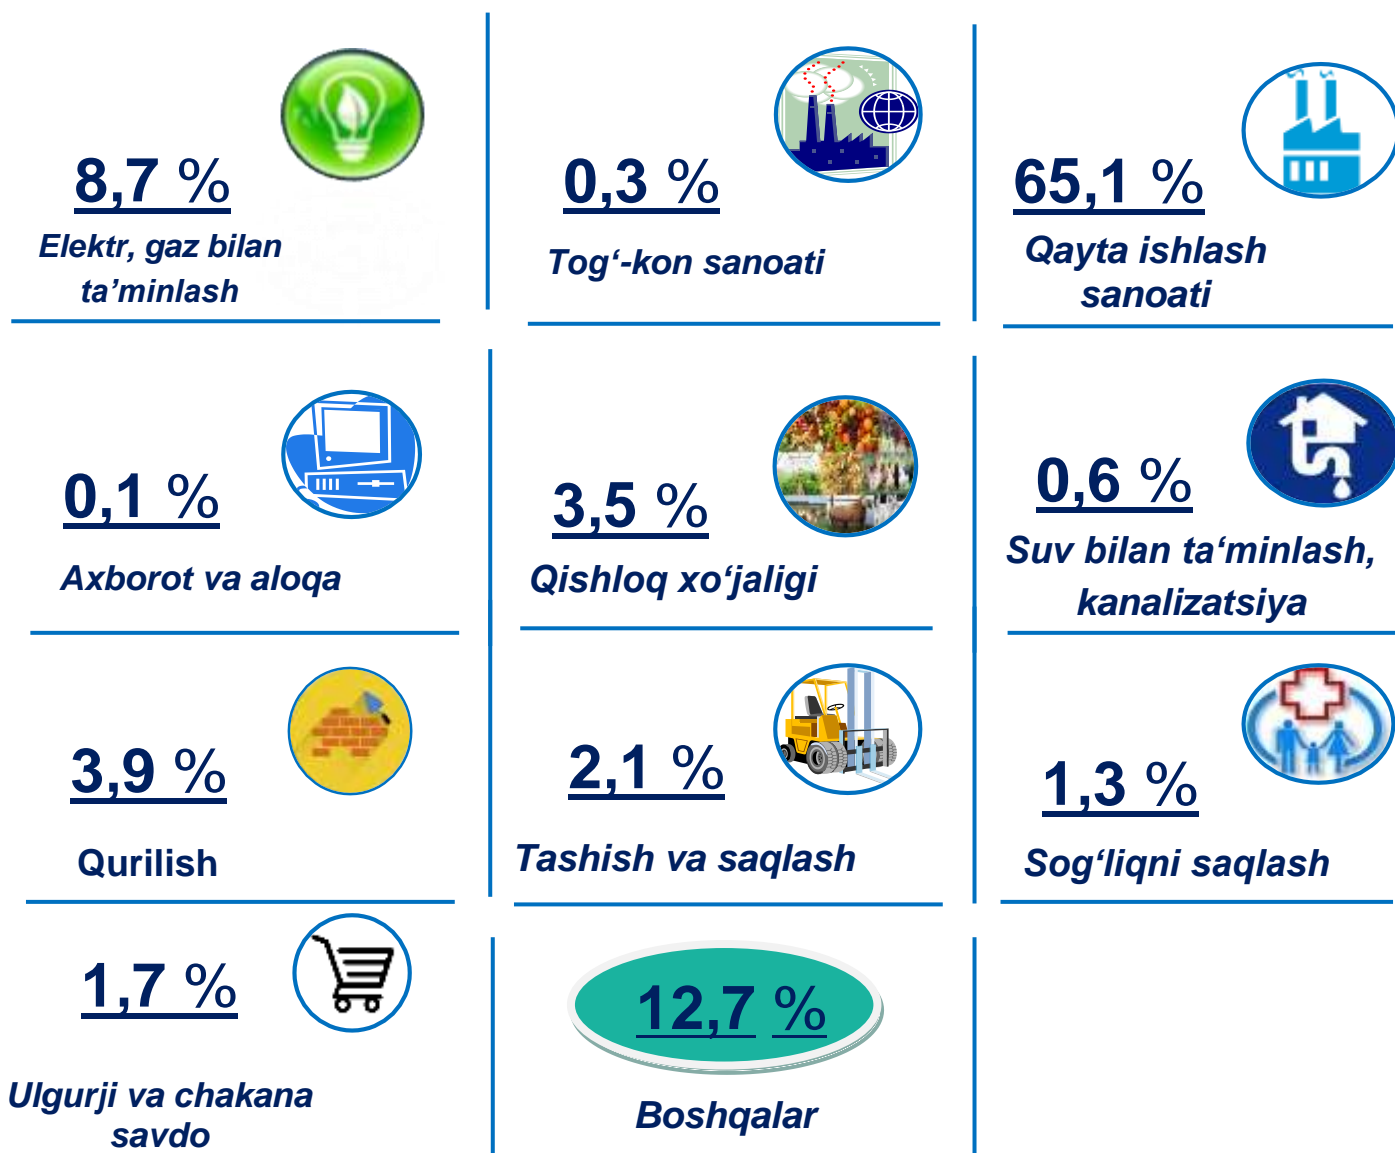 8,7 %
Elektr, gaz bilan
ta’minlash
0,3 %
Tog‘-kon sanoati
65,1 %
Qayta ishlash
sanoati
0,1 %
Axborot va aloqa
3,5 %
Qishloq xo‘jaligi
0,6 %
Suv bilan ta‘minlash,
kanalizatsiya
3,9 %
Qurilish
2,1 %
Tashish va saqlash
1,3 %
Sog‘liqni saqlash
1,7 %
Ulgurji va chakana
savdo
12,7 %
Boshqalar